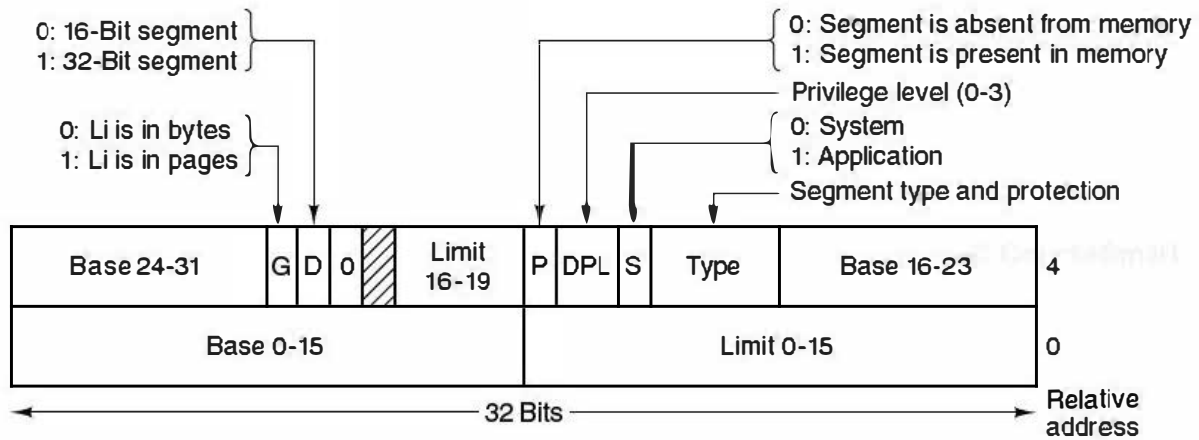 0: 16-Bit segment
1: 32-Bit segment
0: Li is in bytes
1: Li is in pages
0: Segment is absent from memory
1: Segment is present in memory
Privilege level (0-3)
0: System
1: Application
Segment type and protection
Base 24-31
G
D
0
Limit
16-19
P
DPL
S
Type
Base 16-23
4
Base 0-15
Limit 0-15
0
32 Bits
Relative
address